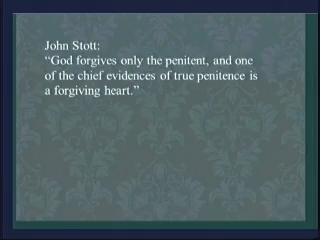 John Stott:
“God forgives only the penitent, and one
of the chief evidences of true penitence is
a forgiving heart.”